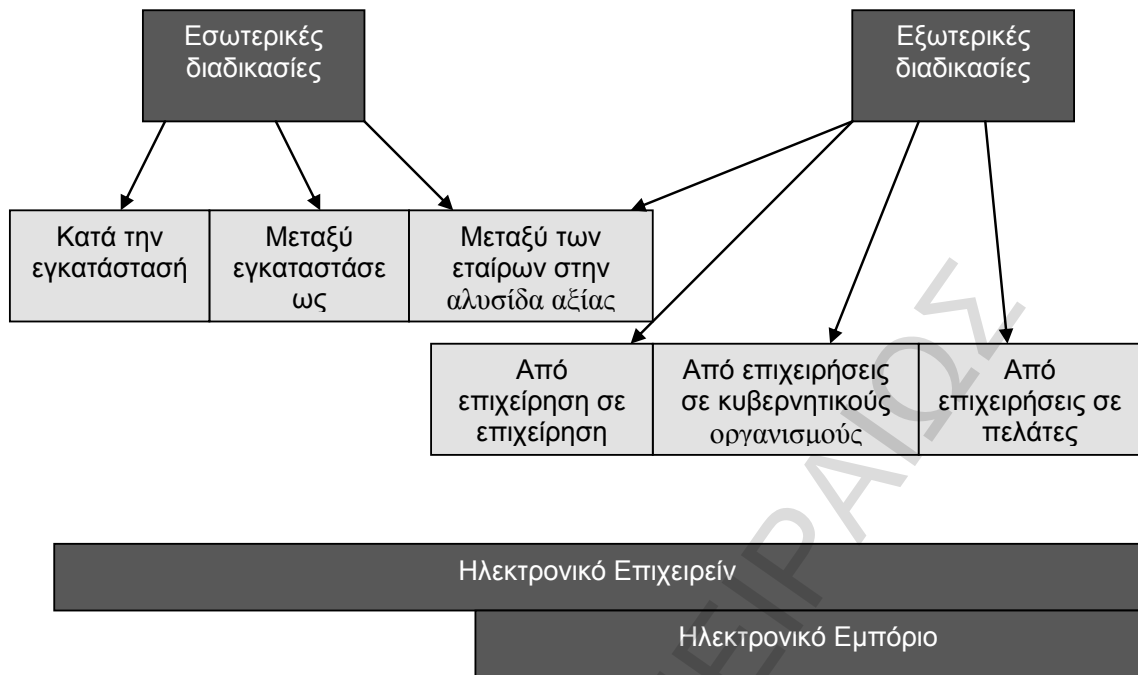 Εσωτερικές
διαδικασίες
Εξωτερικές
διαδικασίες
Κατά την
εγκατάστασή
Μεταξύ
εγκαταστάσε
ως
Μεταξύ των
εταίρων στην
αλυσίδα αξίας
Από
επιχείρηση σε
επιχείρηση
Από επιχειρήσεις
σε κυβερνητικούς
οργανισμούς
Από
επιχειρήσεις σε
πελάτες
Ηλεκτρονικό Επιχειρείν
Ηλεκτρονικό Εμπόριο
ΠΕΙΡΑΙΩΣ